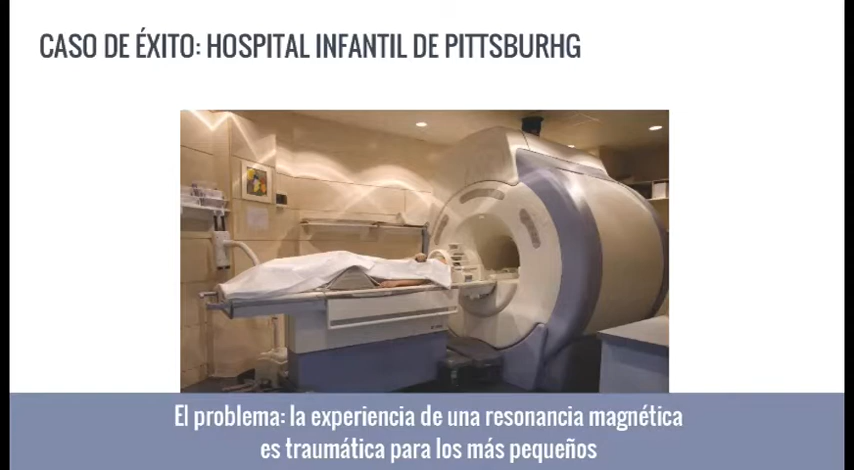 CASO DE ÉXITO: HOSPITAL INFANTIL DE PITTSBURHG
El problema: la experiencia de una resonancia magnética
es traumática para los más pequeños